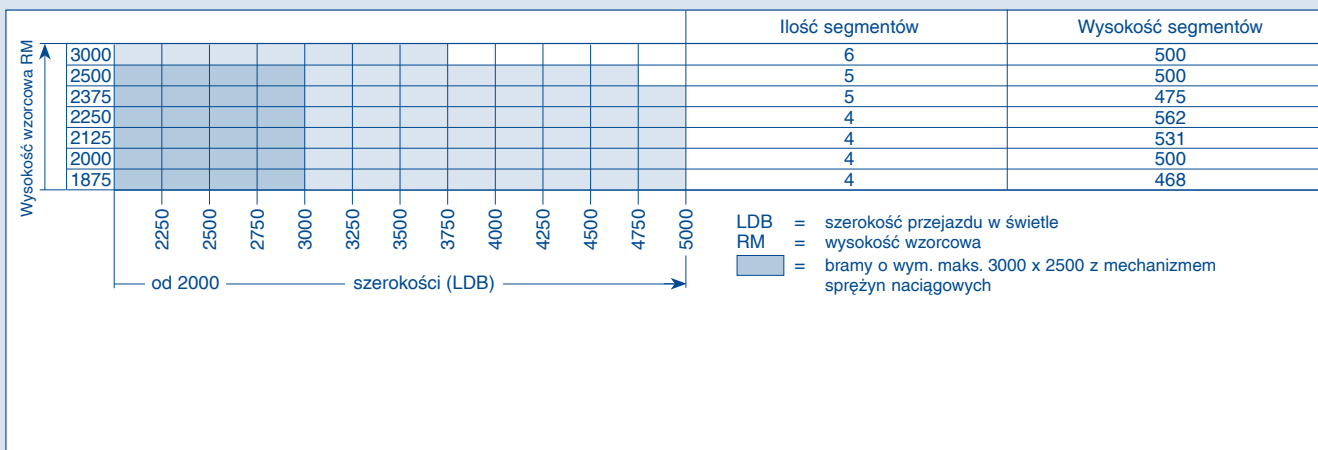 Ilość segmentów Wysokość segmentów
Wysokość wzorcowa RM
3000 6 500
2500 5 500
2375 5 475
2250 4 562
2125 4 531
2000 4 500
1875 4 468
2250 2500 2750 3000 3250 3500 3750 4000 4250 4500 4750 5000
od 2000 szerokości (LDB)
LDB = szerokość przejazdu w świetle
RM = wysokość wzorcowa
= bramy o wym. maks. 3000 x 2500 z mechanizmem
sprężyn naciągowych